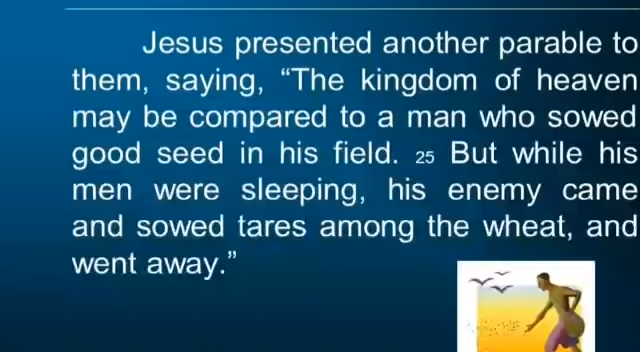 Jesus presented another parable to
them, saying, “The kingdom of heaven
may be compared to a man who sowed
good seed in his field. 25 But while his
men were sleeping, his enemy came
and sowed tares among the wheat, and
went away.”